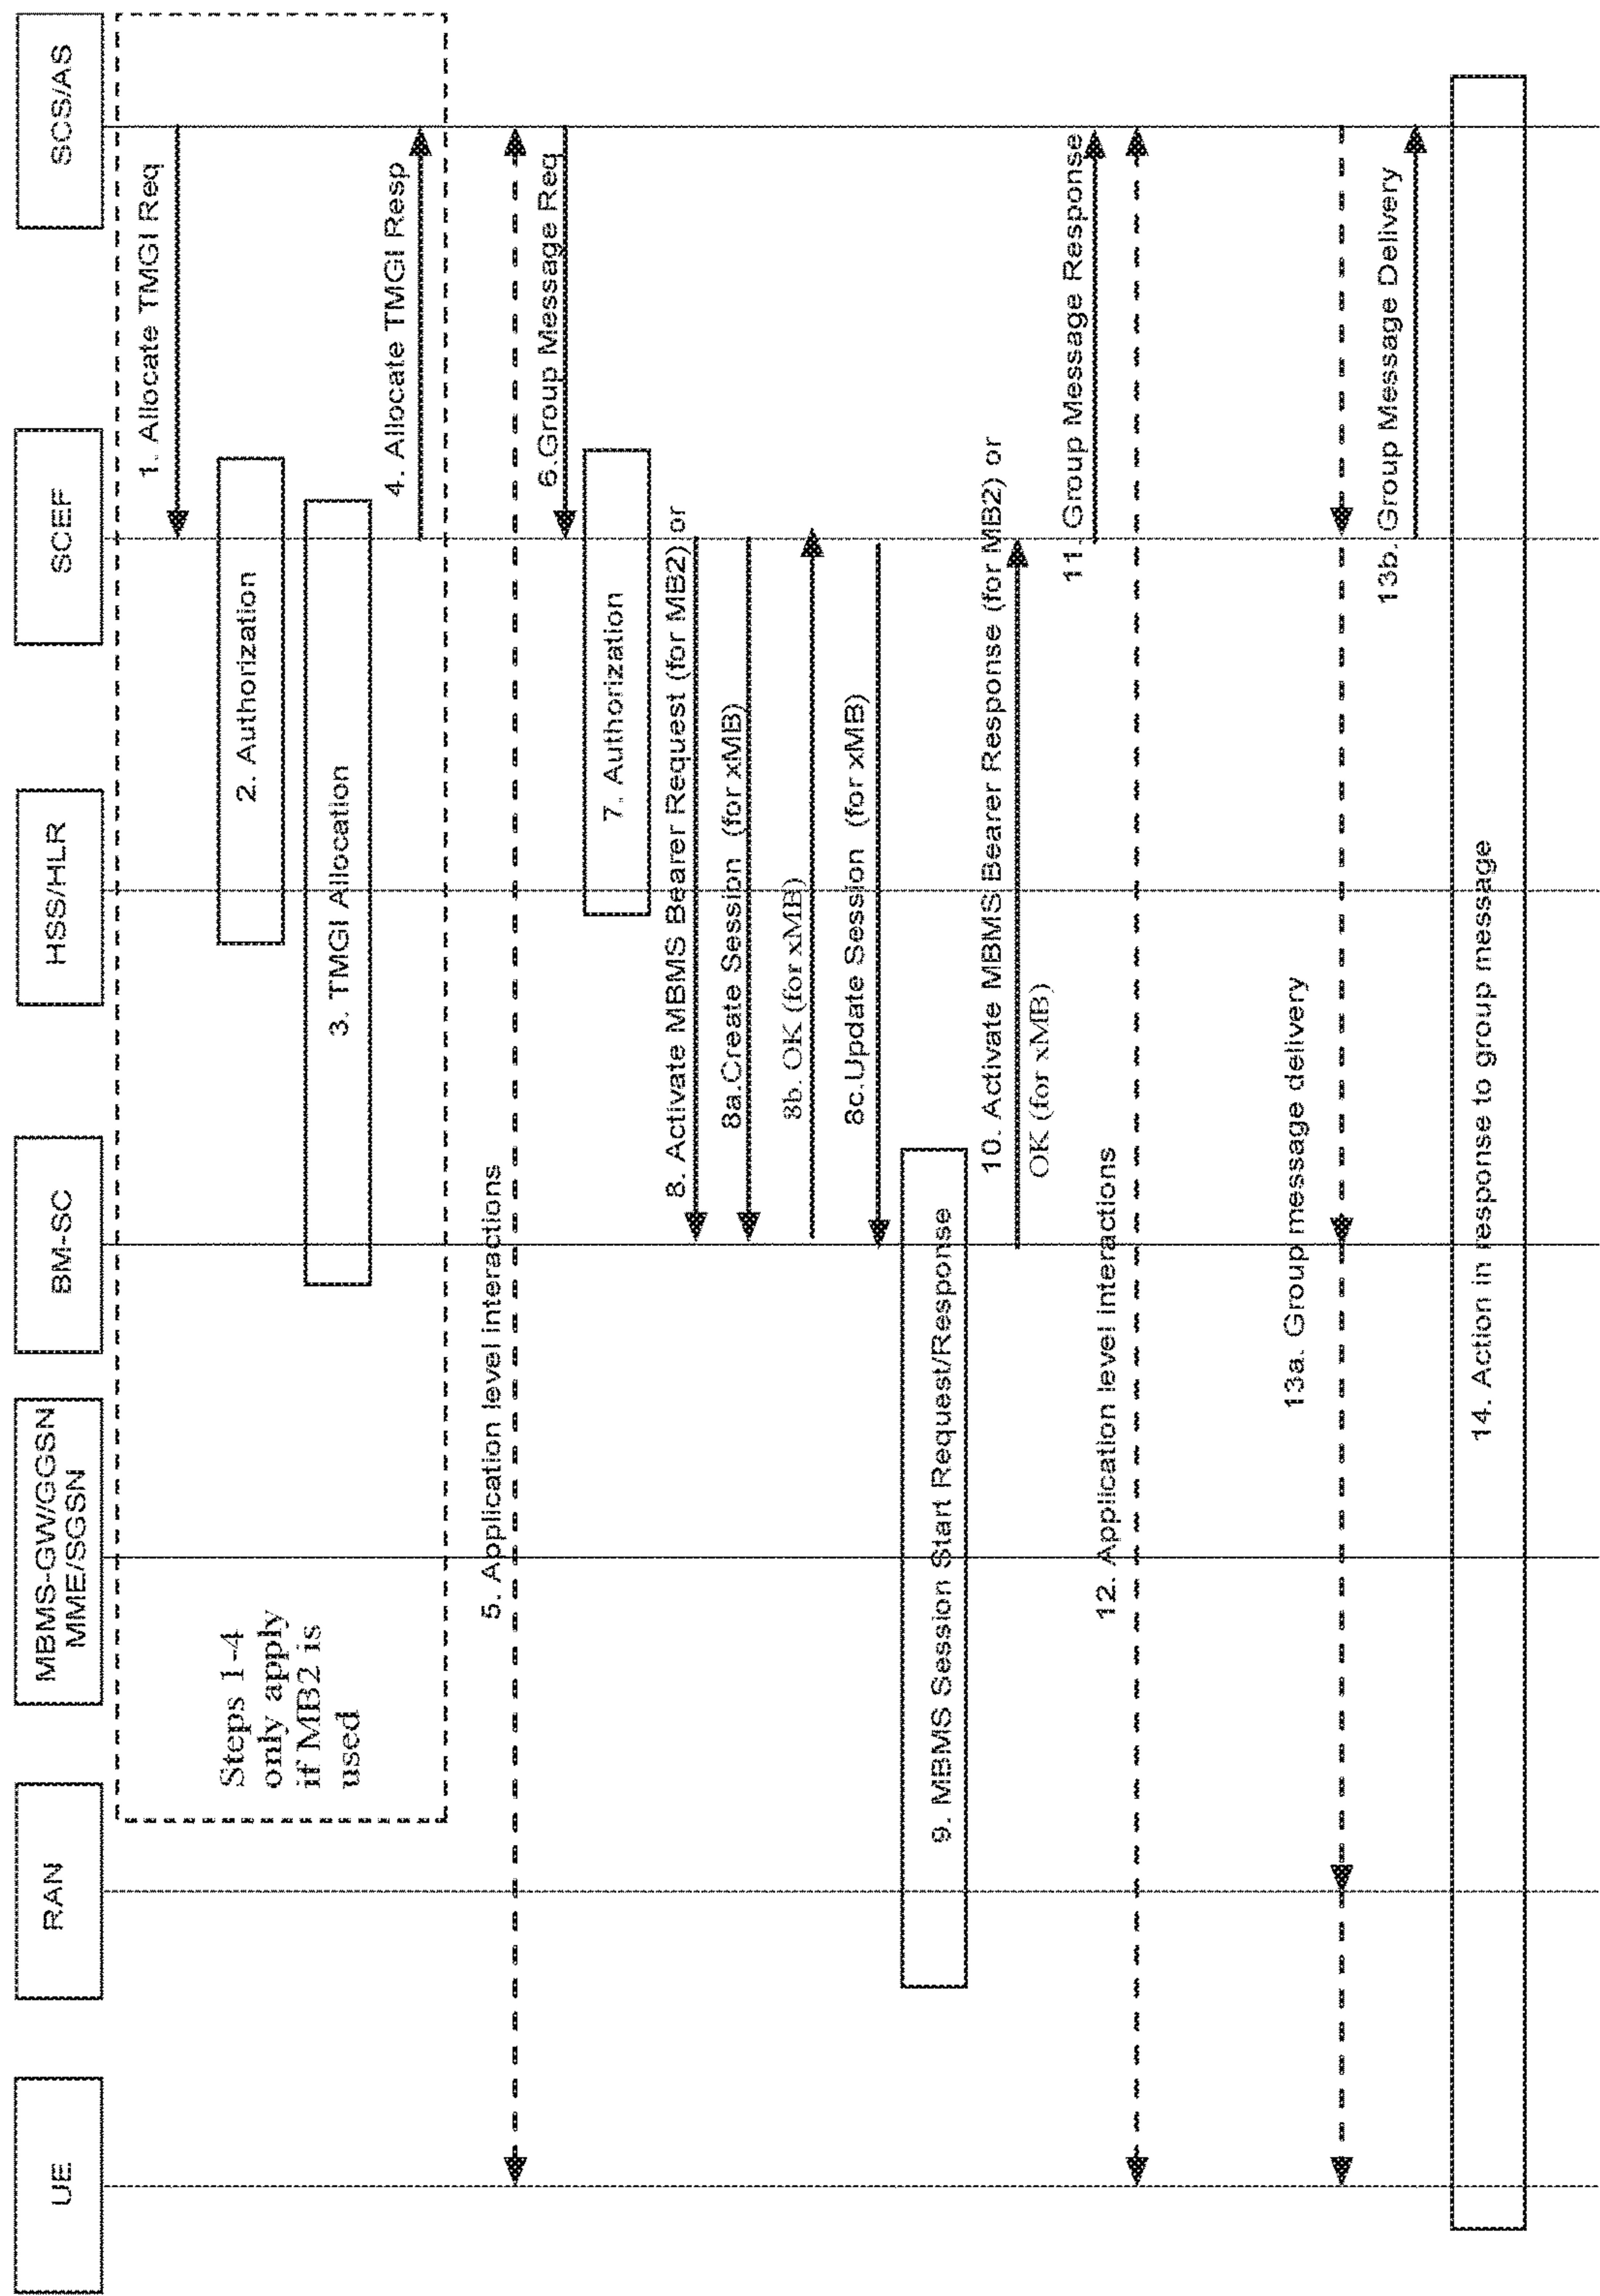 UE
RAN
MBMS-GW/GGSN
MME/SGSN
BM-SC
HSS/HLR
SCEF
SCS/AS
Steps 1-4
only apply
if MB2 is
used
1. Allocate TMGI Req
2. Authorization
3. TMGI Allocation
4. Allocate TMGI Resp
5. Application level interactions
6.Group Message Req
7. Authorization
8. Activate MBMS Bearer Request (for MB2) or
8a.Create Session (for xMB)
8b. OK (for xMB)
8c.Update Session (for xMB)
9. MBMS Session Start Request/Response
10. Activate MBMS Bearer Response (for MB2) or
OK (for xMB)
11. Group Message Response
12. Application level interactions
13a. Group message delivery
13b. Group Message Delivery
14. Action in response to group message